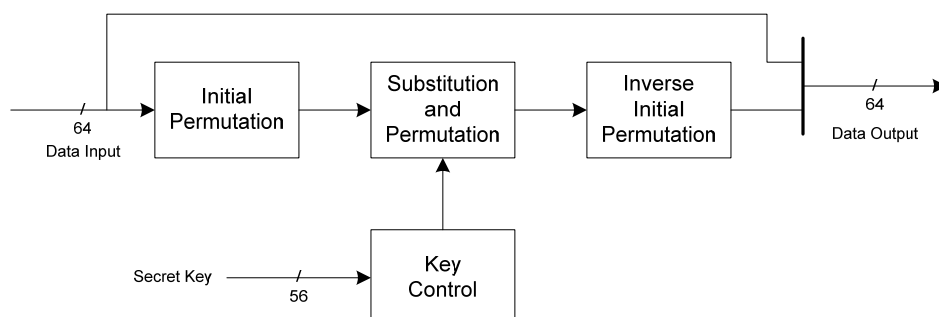 Initial
Permutation
Substitution
and
Permutation
Inverse
Initial
Permutation
64
Data Input
64
Data Output
Secret Key
56
Key
Control